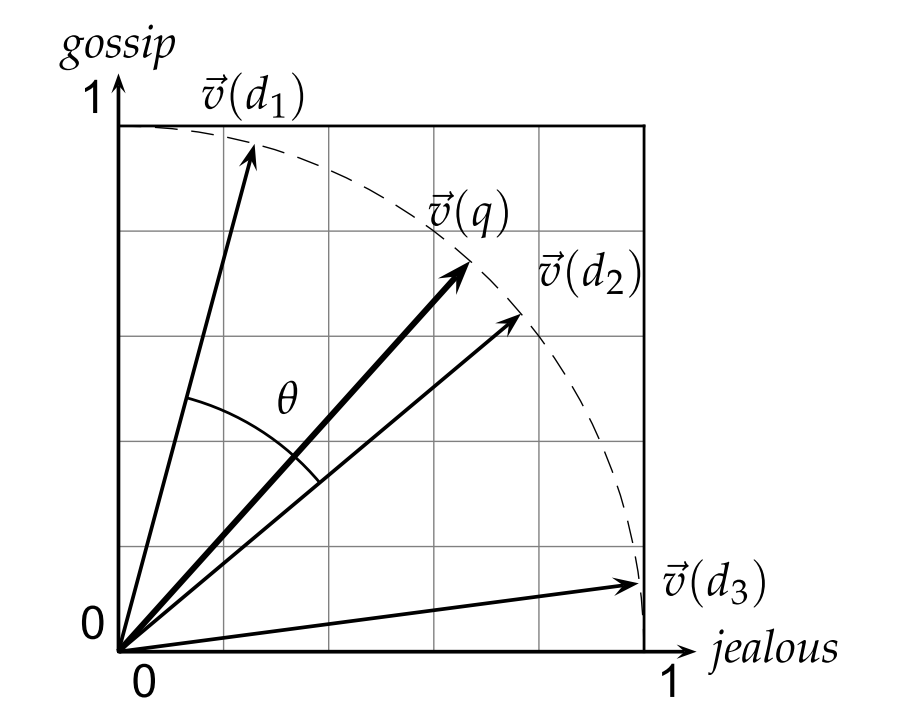 gossip
1
v⃗(d₁)
v⃗(q)
v⃗(d₂)
θ
v⃗(d₃)
0
jealous
0
1